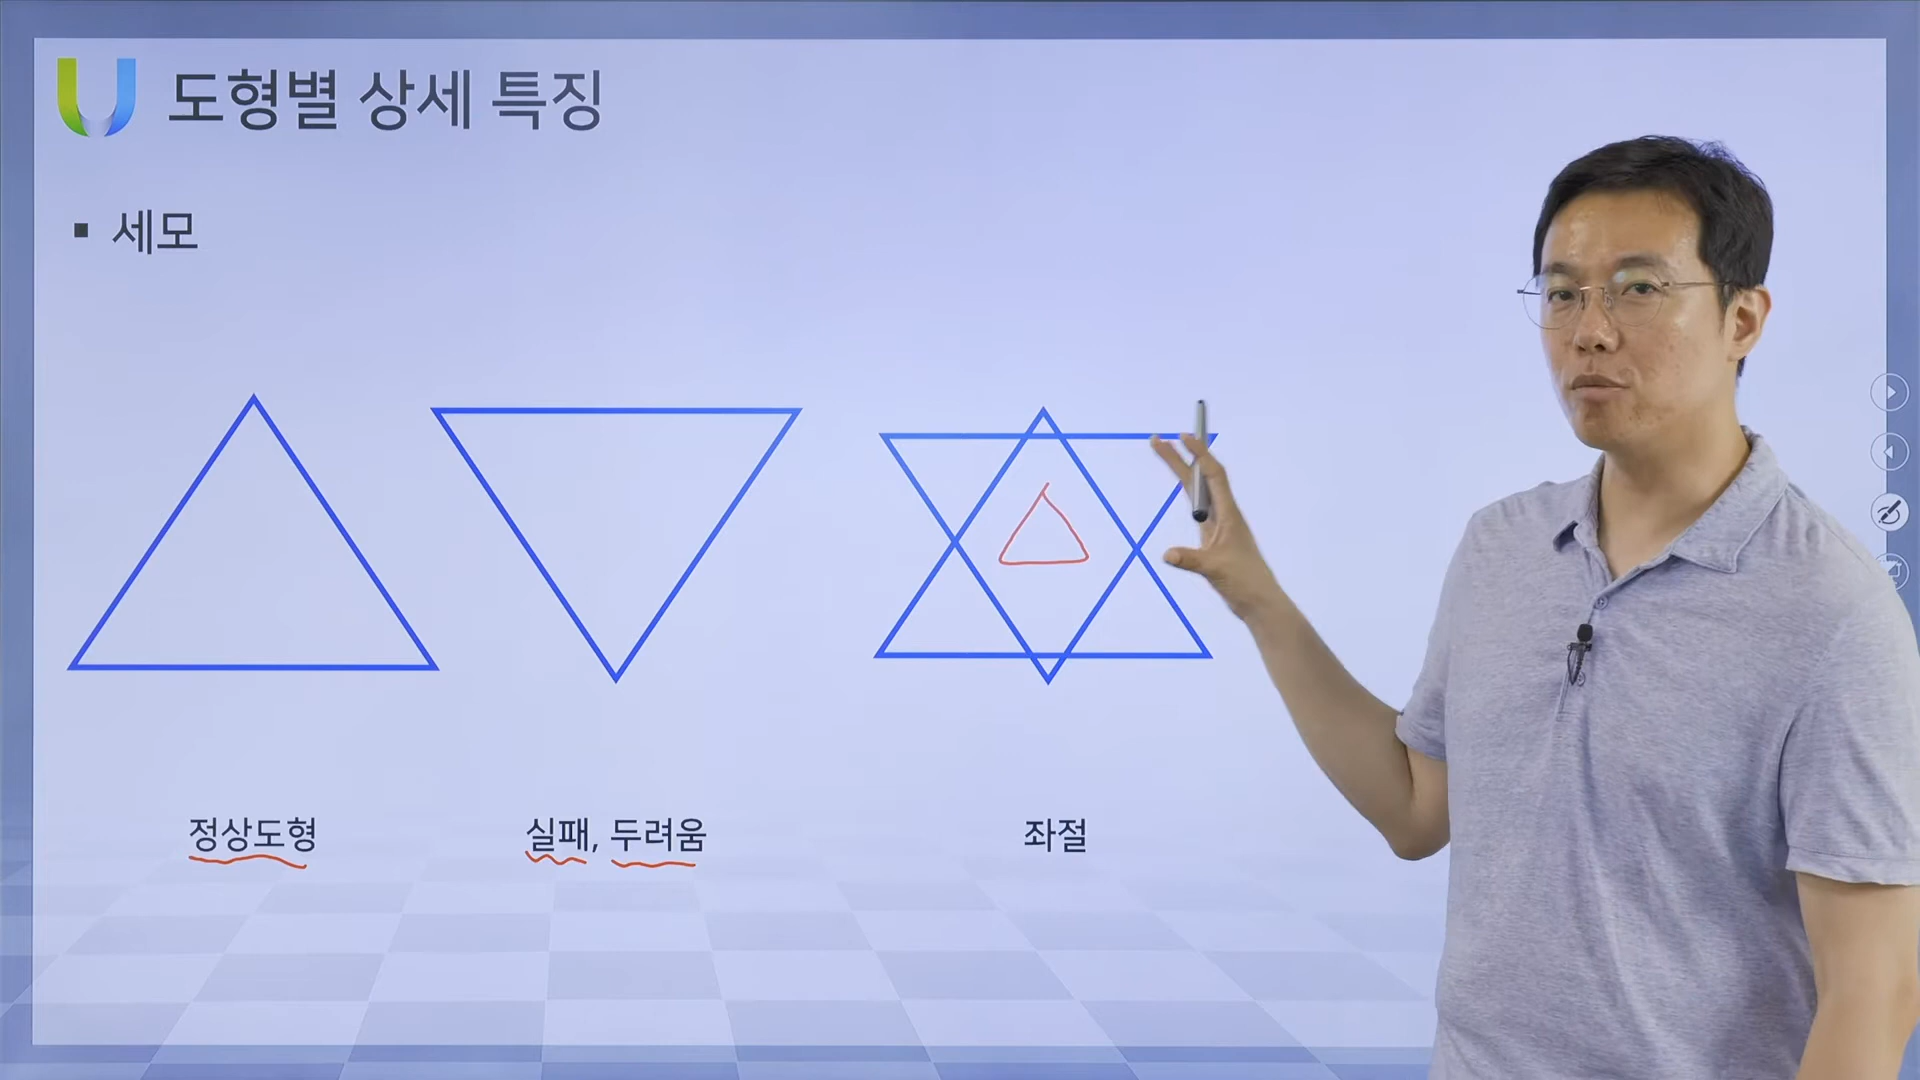 도형별 상세 특징
▪ 세모
정상도형
실패, 두려움
좌절